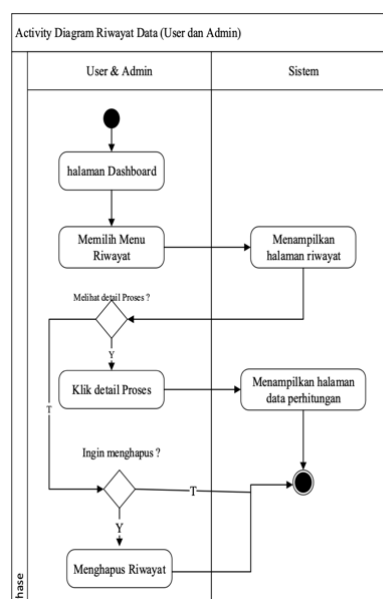 Activity Diagram Riwayat Data (User dan Admin)
User & Admin
Sistem
halaman Dashboard
Memilih Menu
Riwayat
Menampilkan
halaman riwayat
Melihat detail Proses ?
Y
Klik detail Proses
Menampilkan halaman
data perhitungan
T
Ingin menghapus ?
T
Y
Menghapus Riwayat
hase